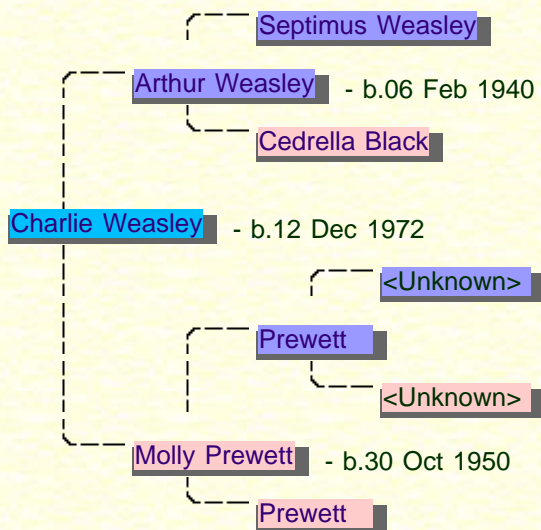 Septimus Weasley
Arthur Weasley - b.06 Feb 1940
Cedrella Black
Charlie Weasley - b.12 Dec 1972
<Unknown>
Prewett
<Unknown>
Molly Prewett - b.30 Oct 1950
Prewett